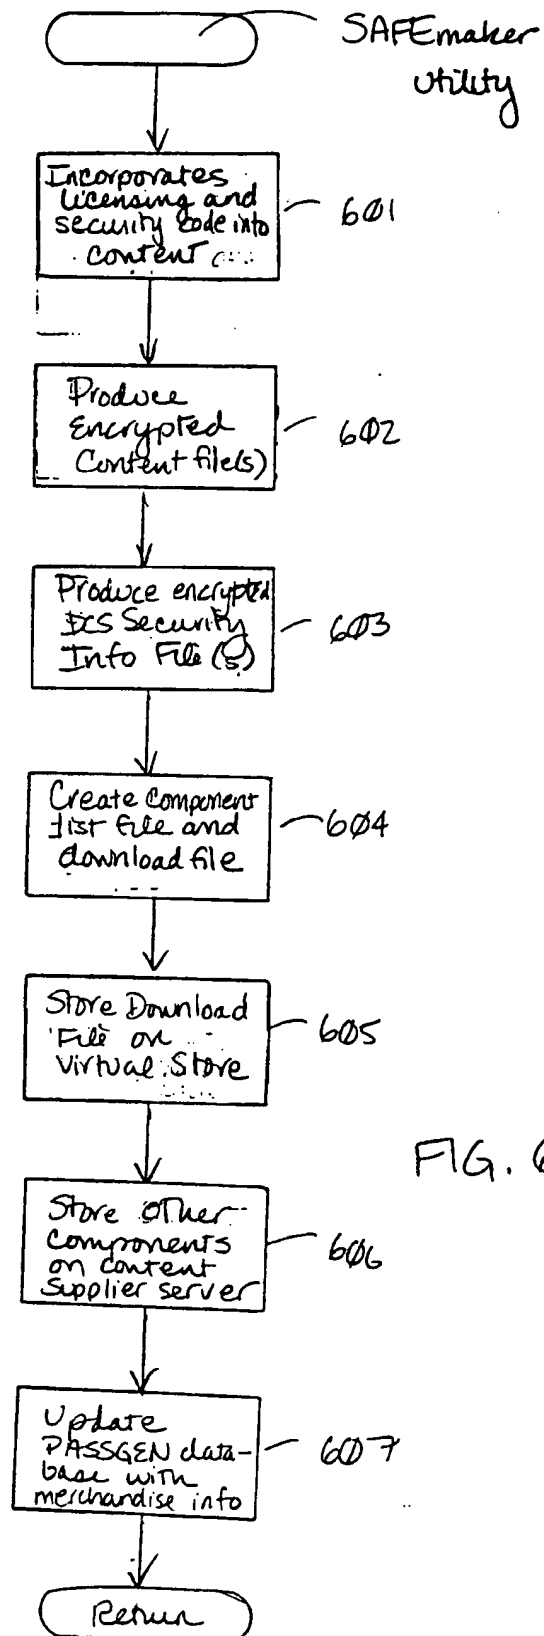 SAFEmaker
utility
Incorporates
licensing and
security code into
content
601
Produce
Encrypted
Content file(s)
602
Produce encrypted
DCS Security
Info File(s)
603
Create component
list file and
download file
604
Store Download
File on
Virtual Store
605
Store other
components
on content
supplier server
606
FIG. 6
Update
PASSGEN data-
base with
merchandise info
607
Return